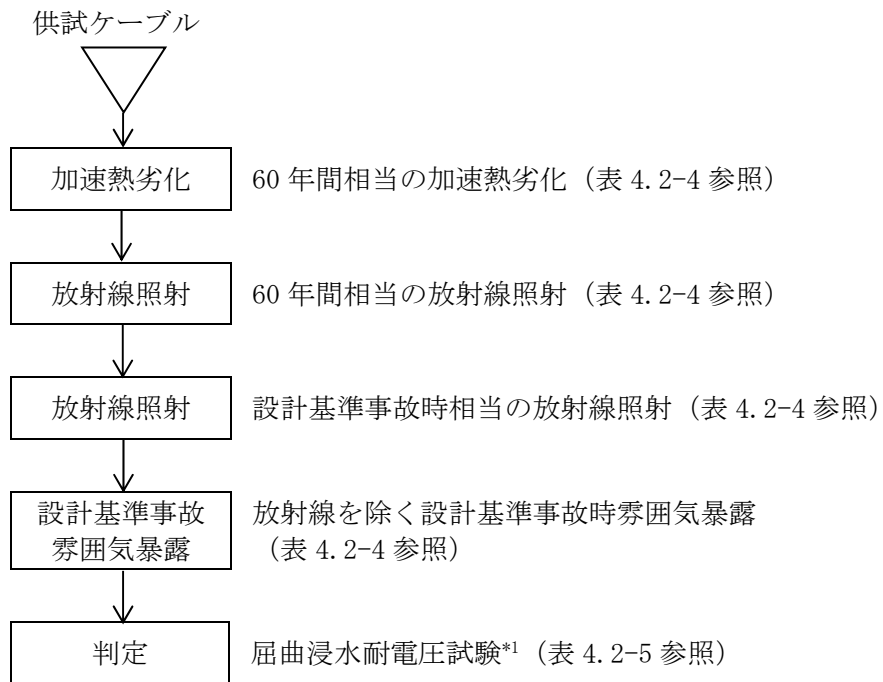 供試ケーブル
加速熱劣化 60 年間相当の加速熱劣化（表 4.2-4 参照）
放射線照射 60 年間相当の放射線照射（表 4.2-4 参照）
放射線照射 設計基準事故時相当の放射線照射（表 4.2-4 参照）
設計基準事故 放射線を除く設計基準事故時雰囲気暴露
雰囲気暴露 （表 4.2-4 参照）
判定 屈曲浸水耐電圧試験*1（表 4.2-5 参照）